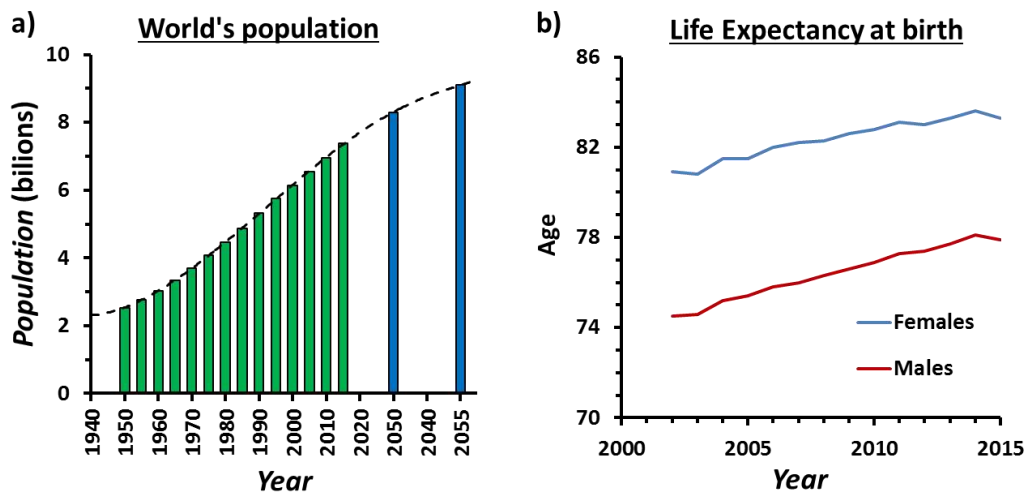 a)
World's population
Population (bilions)
10
8
6
4
2
0
1940
1950
1960
1970
1980
1990
2000
2010
2020
2050
2040
2055
Year
b)
Life Expectancy at birth
Age
86
82
78
74
70
Females
Males
2000
2005
2010
2015
Year